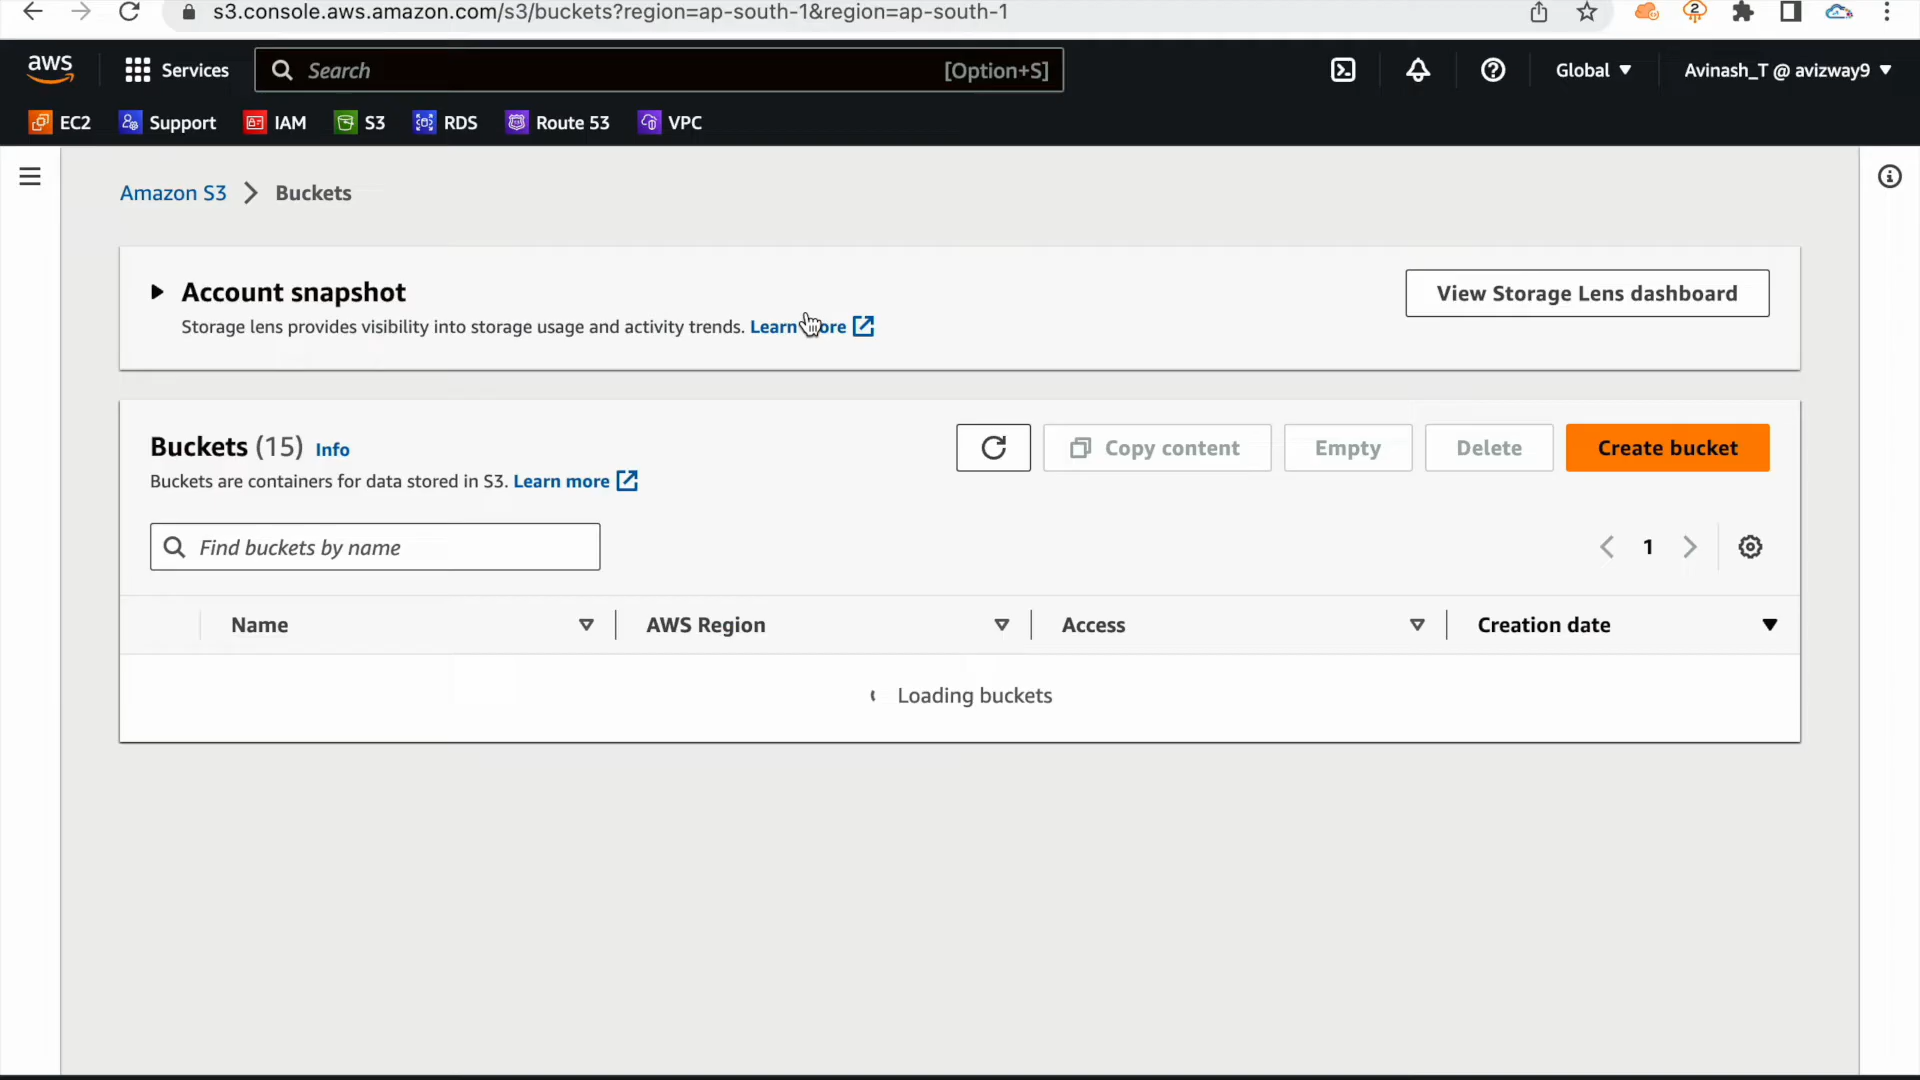 s3.console.aws.amazon.com/s3/buckets?region=ap-south-1&region=ap-south-1
2
aws
Services
Search
[Option+S]
Global
Avinash_T @ avizway9
EC2
Support
IAM
S3
RDS
Route 53
VPC
Amazon S3
Buckets
Account snapshot
Storage lens provides visibility into storage usage and activity trends. Learn more
View Storage Lens dashboard
Buckets (15) Info
Buckets are containers for data stored in S3. Learn more
Copy content
Empty
Delete
Create bucket
Find buckets by name
1
Name
AWS Region
Access
Creation date
Loading buckets